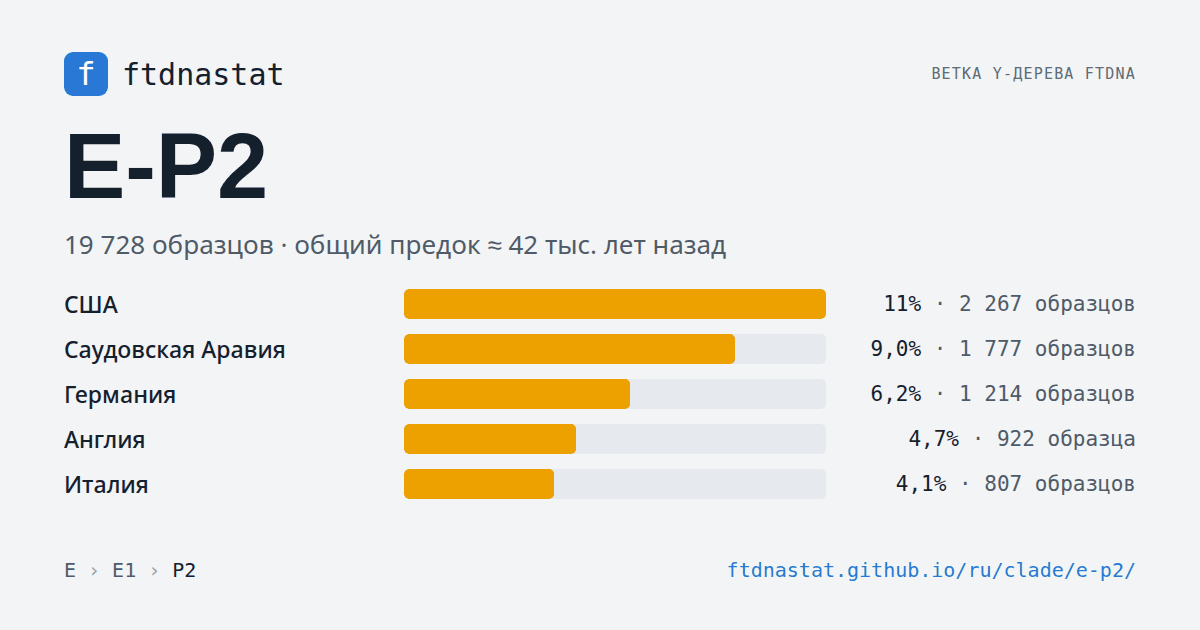 f ftdnastat
ВЕТКА Y-ДЕРЕВА FTDNA
E-P2
19 728 образцов · общий предок ≈ 42 тыс. лет назад
США 11% · 2 267 образцов
Саудовская Аравия 9,0% · 1 777 образцов
Германия 6,2% · 1 214 образцов
Англия 4,7% · 922 образца
Италия 4,1% · 807 образцов
E › E1 › P2
ftdnastat.github.io/ru/clade/e-p2/